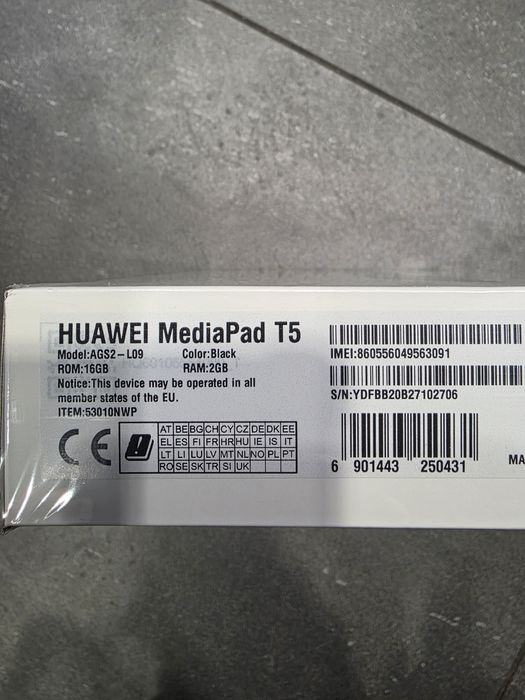 HUAWEI MediaPad T5
Model:AGS2-L09 Color:Black
ROM:16GB RAM:2GB
Notice:This device may be operated in all
member states of the EU.
ITEM:53010NWP
CE
AT BE BG CH CY CZ DE DK EE
EL ES FI FR HR HU IE IS IT
LT LI LU LV MT NL NO PL PT
RO SE SK TR SI UK
IMEI:860556049563091
S/N:YDFBB20B27102706
6 901443 250431
MA